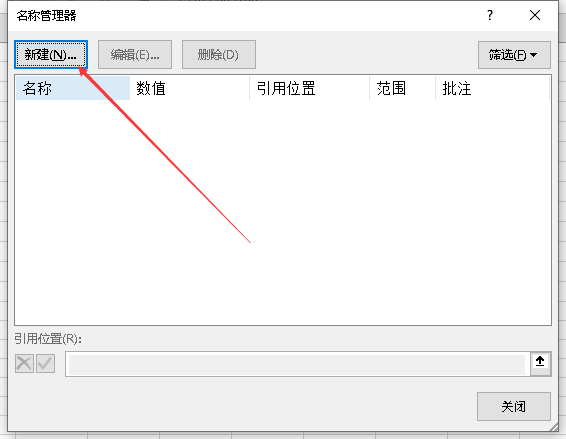 名称管理器 ?
新建(N)... 编辑(E)... 删除(D) 筛选(F)
名称 数值 引用位置 范围 批注
引用位置(R):
关闭